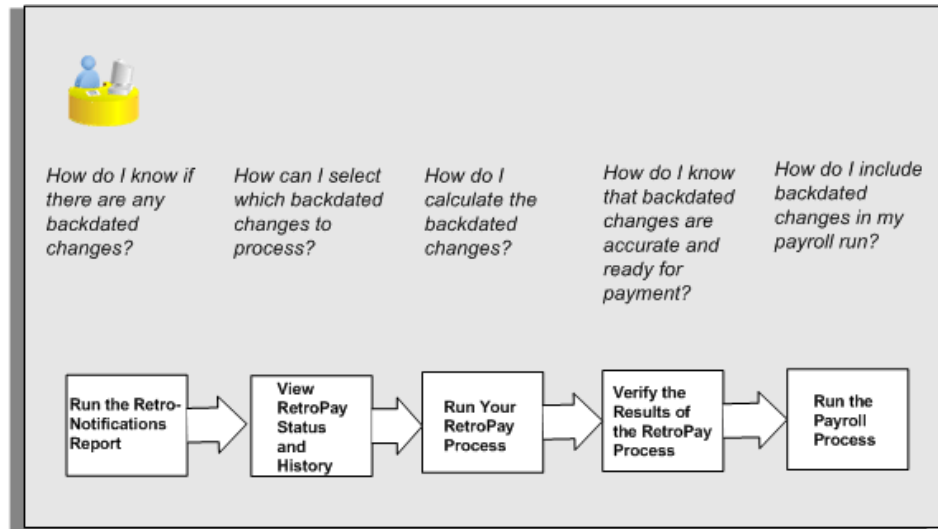 How do I know if
there are any
backdated
changes?
How can I select
which backdated
changes to
process?
How do I
calculate the
backdated
changes?
How do I know
that backdated
changes are
accurate and
ready for
payment?
How do I include
backdated
changes in my
payroll run?
Run the Retro-
Notifications
Report
View
RetroPay
Status
and
History
Run Your
RetroPay
Process
Verify the
Results of
the RetroPay
Process
Run the
Payroll
Process